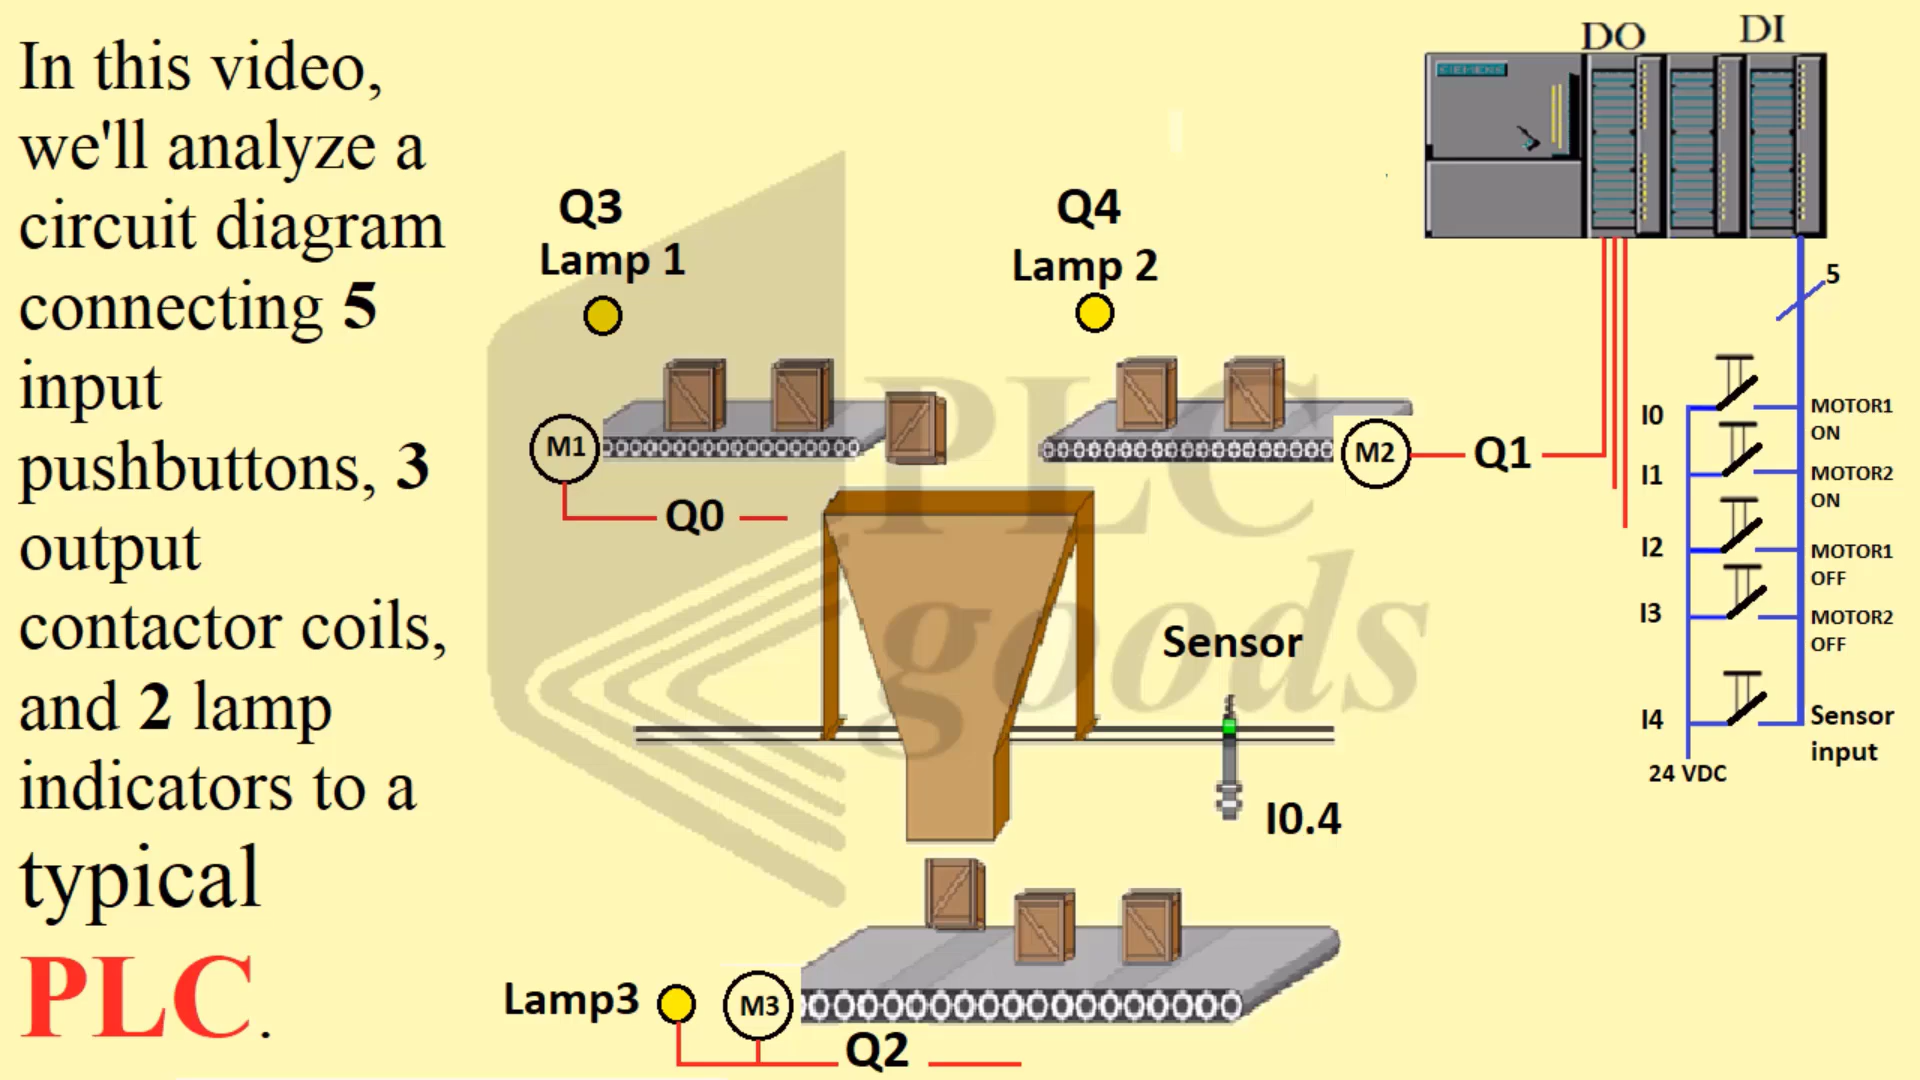 In this video,
we'll analyze a
circuit diagram
connecting 5
input
pushbuttons, 3
output
contactor coils,
and 2 lamp
indicators to a
typical
PLC.
DO
DI
SIEMENS
5
Q3
Lamp 1
Q4
Lamp 2
M1
Q0
M2
Q1
PLC
goods
Sensor
I0.4
Lamp3
M3
Q2
I0
MOTOR1
ON
I1
MOTOR2
ON
I2
MOTOR1
OFF
I3
MOTOR2
OFF
I4
Sensor
input
24 VDC